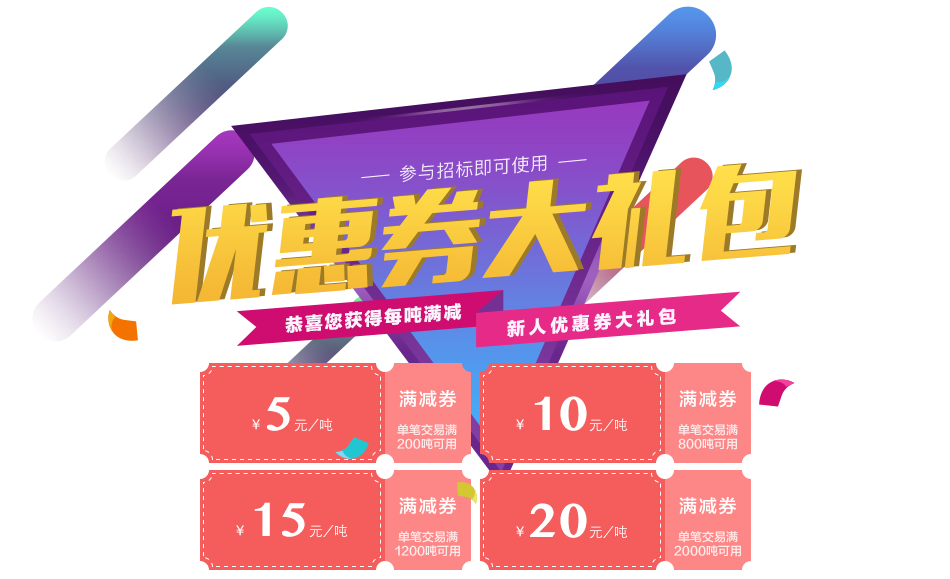 参与招标即可使用
优惠券大礼包
恭喜您获得每吨满减
新人优惠券大礼包
¥5元／吨
满减券
单笔交易满
200吨可用
¥10元／吨
满减券
单笔交易满
800吨可用
¥15元／吨
满减券
单笔交易满
1200吨可用
¥20元／吨
满减券
单笔交易满
2000吨可用